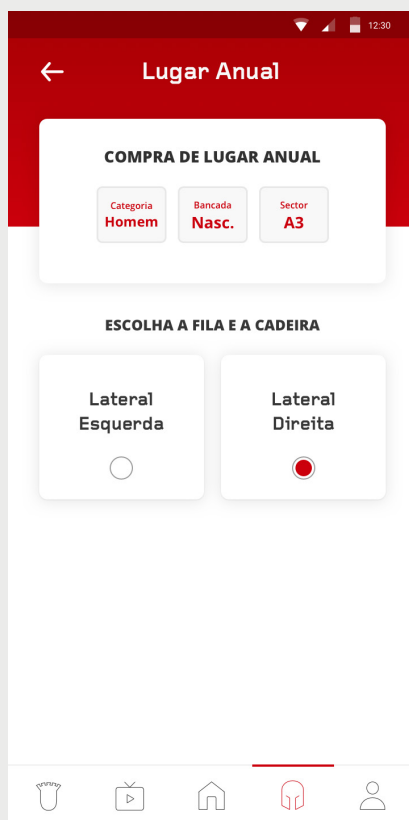 12:30
Lugar Anual
COMPRA DE LUGAR ANUAL
Categoria
Homem
Bancada
Nasc.
Sector
A3
ESCOLHA A FILA E A CADEIRA
Lateral
Esquerda
Lateral
Direita